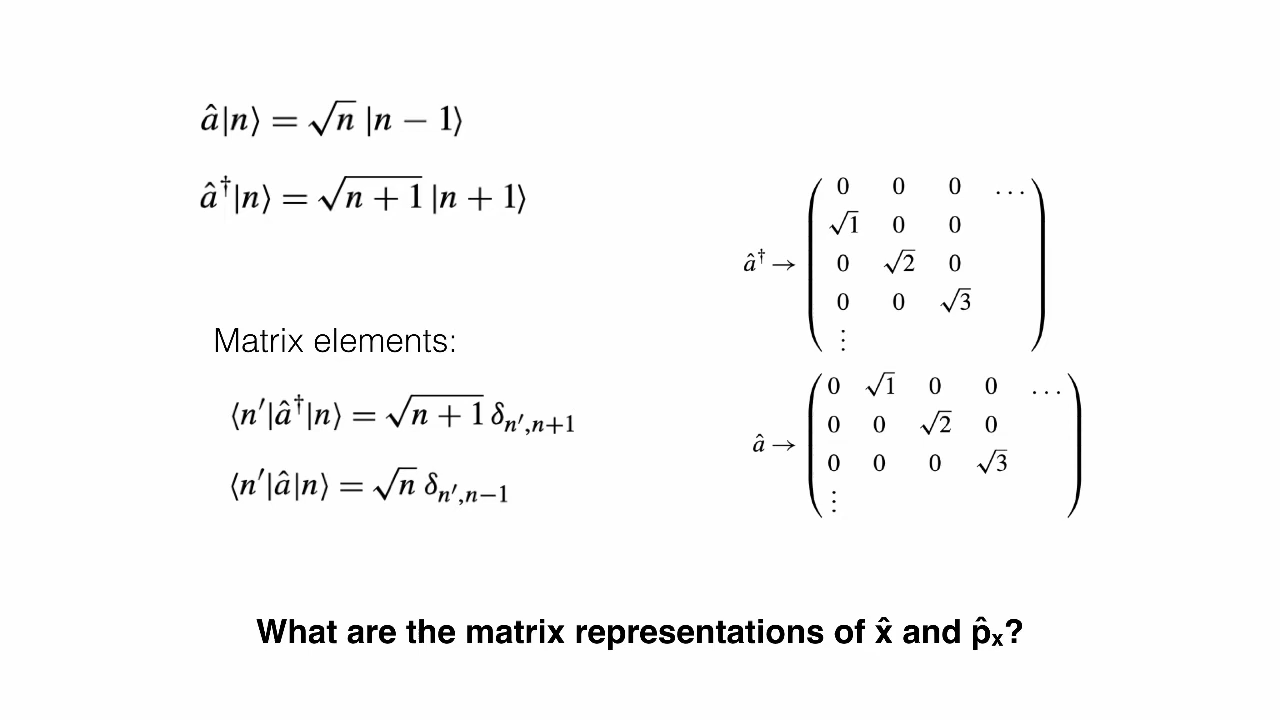 â|n⟩ = √n |n − 1⟩
â†|n⟩ = √(n + 1) |n + 1⟩
Matrix elements:
⟨n′|â†|n⟩ = √(n + 1) δn′,n+1
⟨n′|â|n⟩ = √n δn′,n−1
â† →
0 0 0 ...
√1 0 0
0 √2 0
0 0 √3
⋮
â →
0 √1 0 0 ...
0 0 √2 0
0 0 0 √3
⋮
What are the matrix representations of x̂ and p̂ₓ?